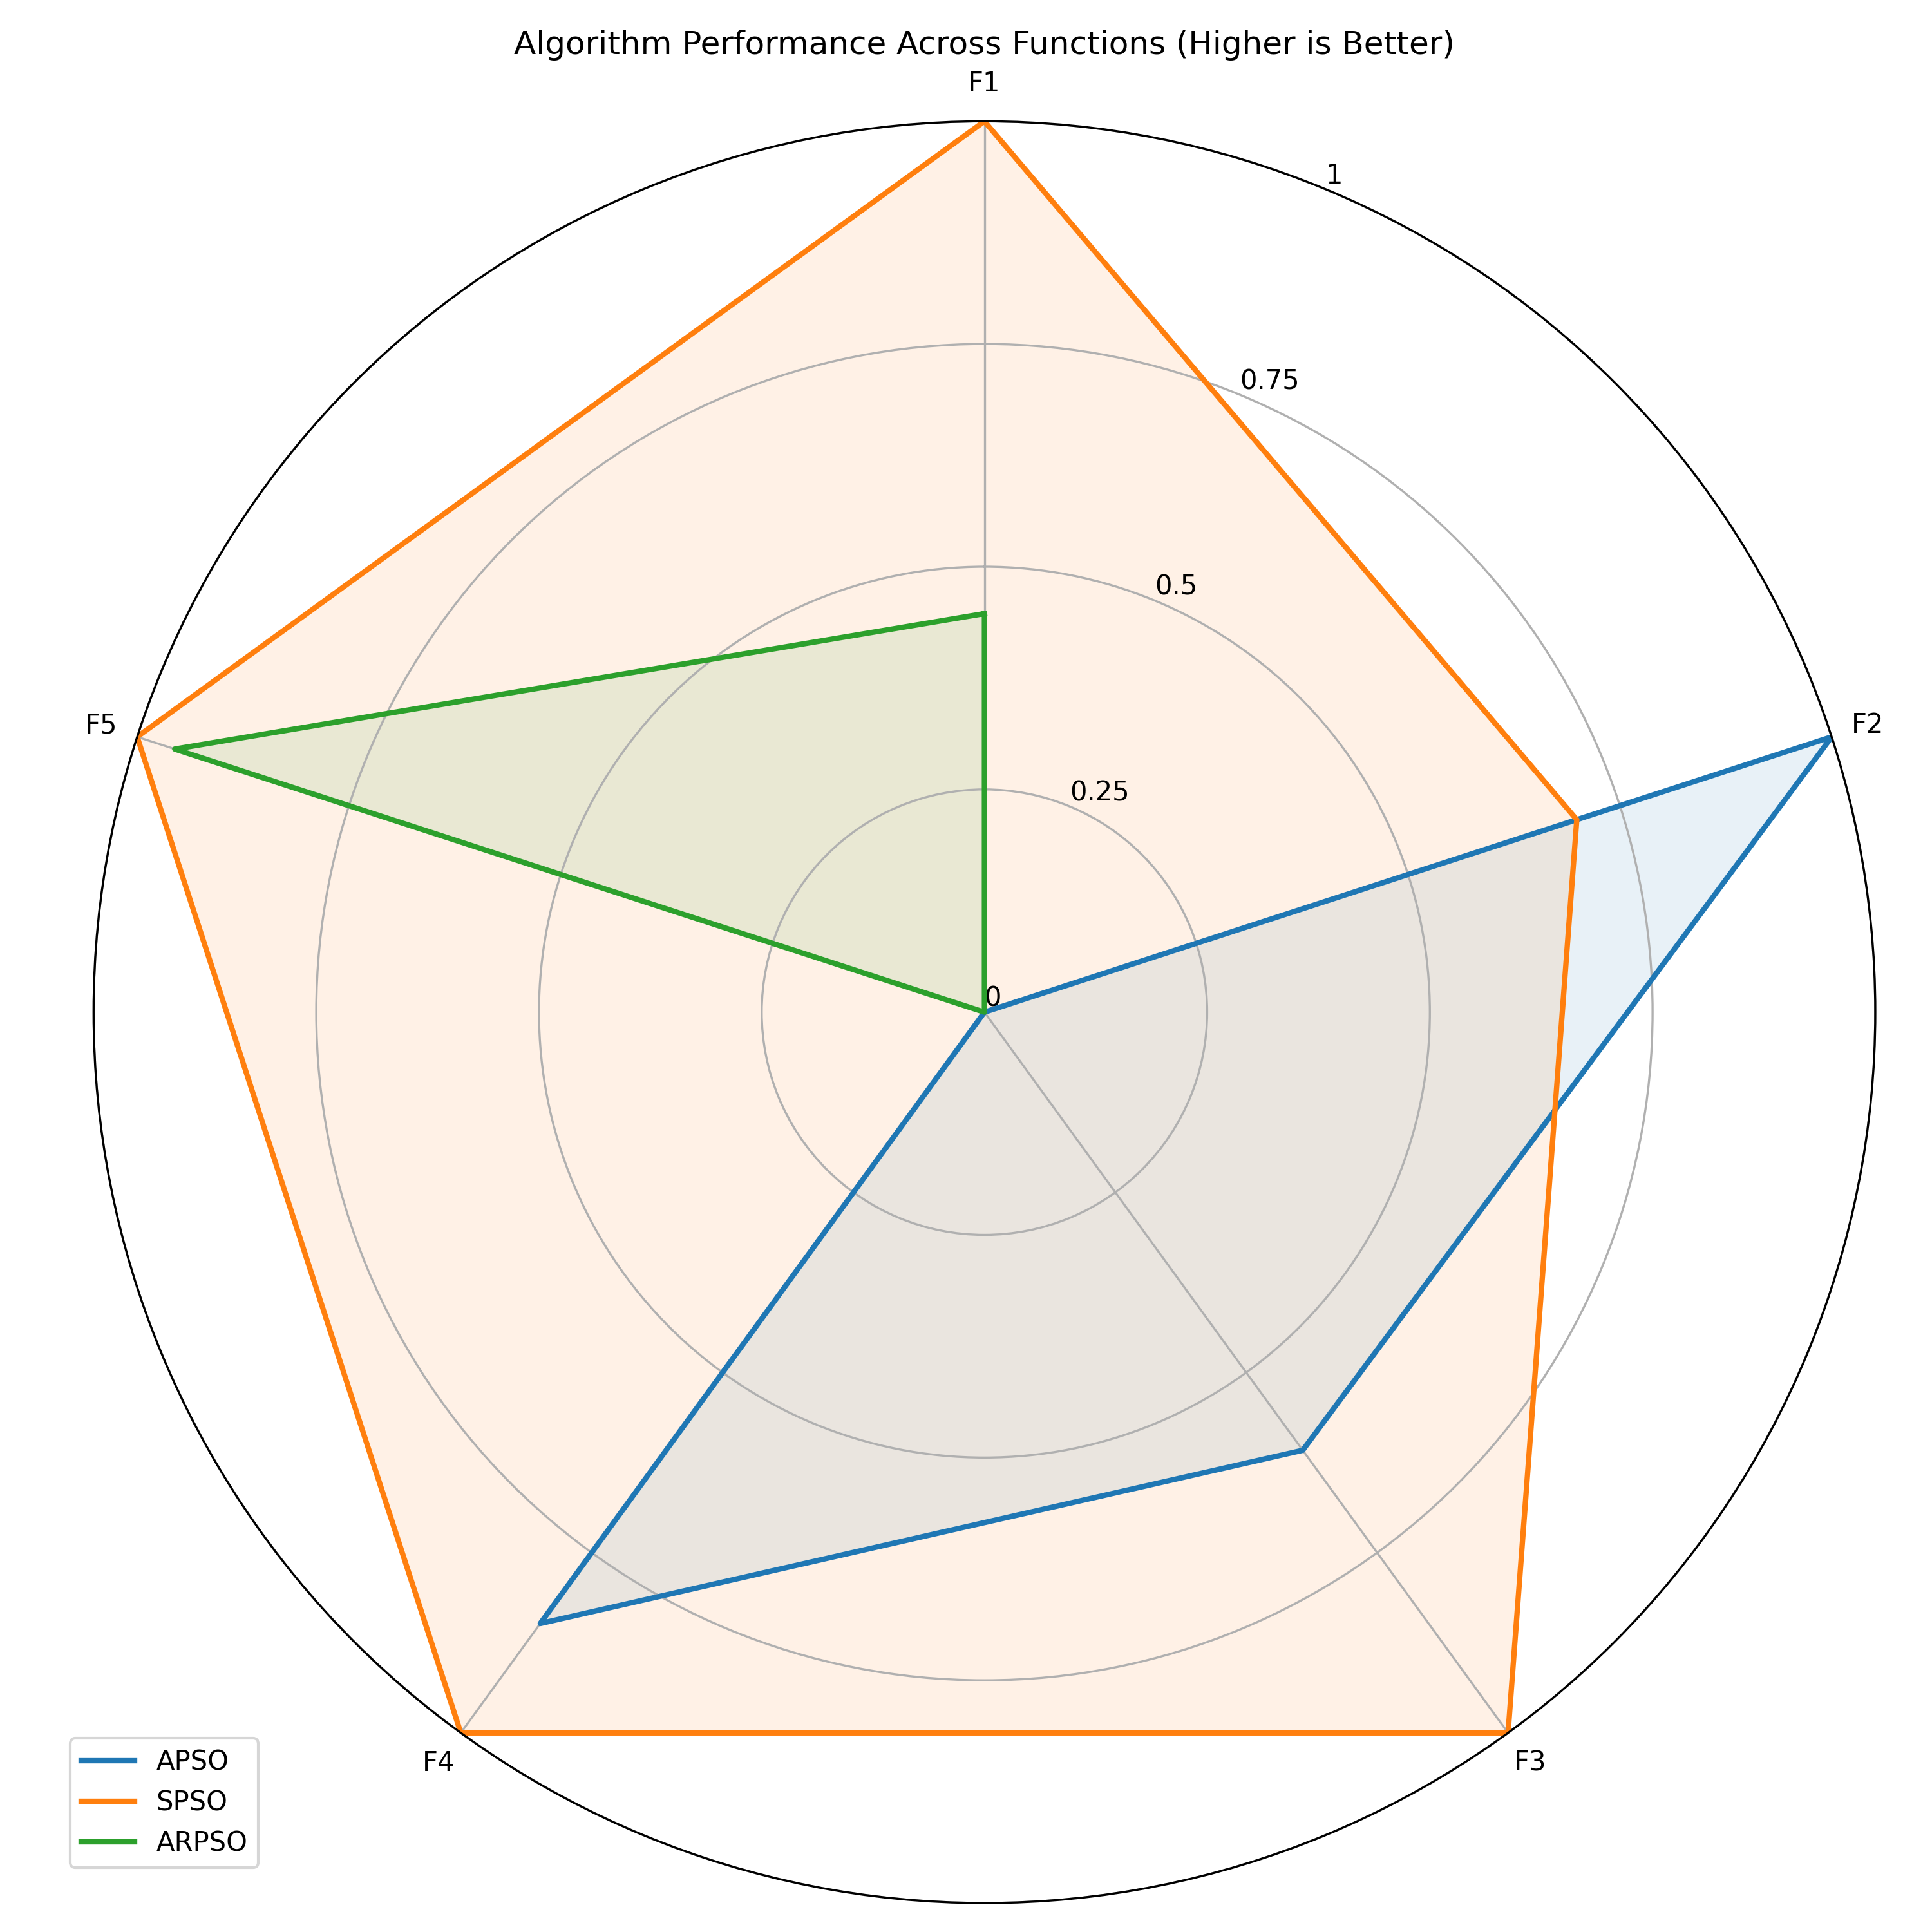 Algorithm Performance Across Functions (Higher is Better)
F1
1
0.75
0.5
F5
F2
0.25
0
F4
F3
APSO
SPSO
ARPSO